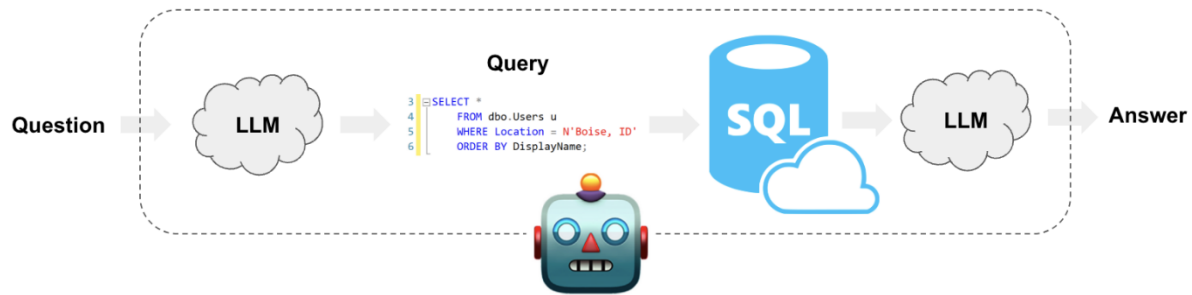 Question
LLM
Query
3 SELECT *
4 FROM dbo.Users u
5 WHERE Location = N'Boise, ID'
6 ORDER BY DisplayName;
SQL
LLM
Answer